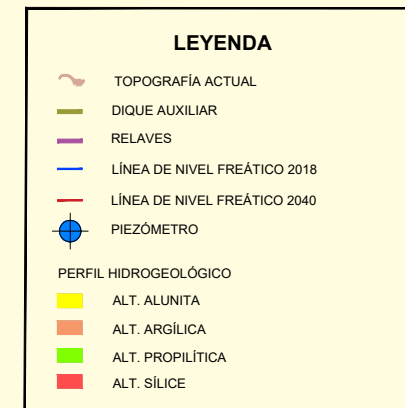 LEYENDA
TOPOGRAFÍA ACTUAL
DIQUE AUXILIAR
RELAVES
LÍNEA DE NIVEL FREÁTICO 2018
LÍNEA DE NIVEL FREÁTICO 2040
PIEZÓMETRO
PERFIL HIDROGEOLÓGICO
ALT. ALUNITA
ALT. ARGÍLICA
ALT. PROPILÍTICA
ALT. SÍLICE